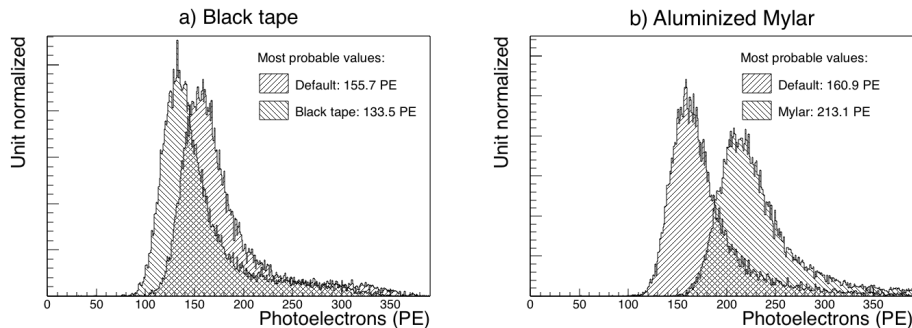 a) Black tape
Unit normalized
Most probable values:
Default: 155.7 PE
Black tape: 133.5 PE
0 50 100 150 200 250 300 350
Photoelectrons (PE)
b) Aluminized Mylar
Unit normalized
Most probable values:
Default: 160.9 PE
Mylar: 213.1 PE
0 50 100 150 200 250 300 350
Photoelectrons (PE)